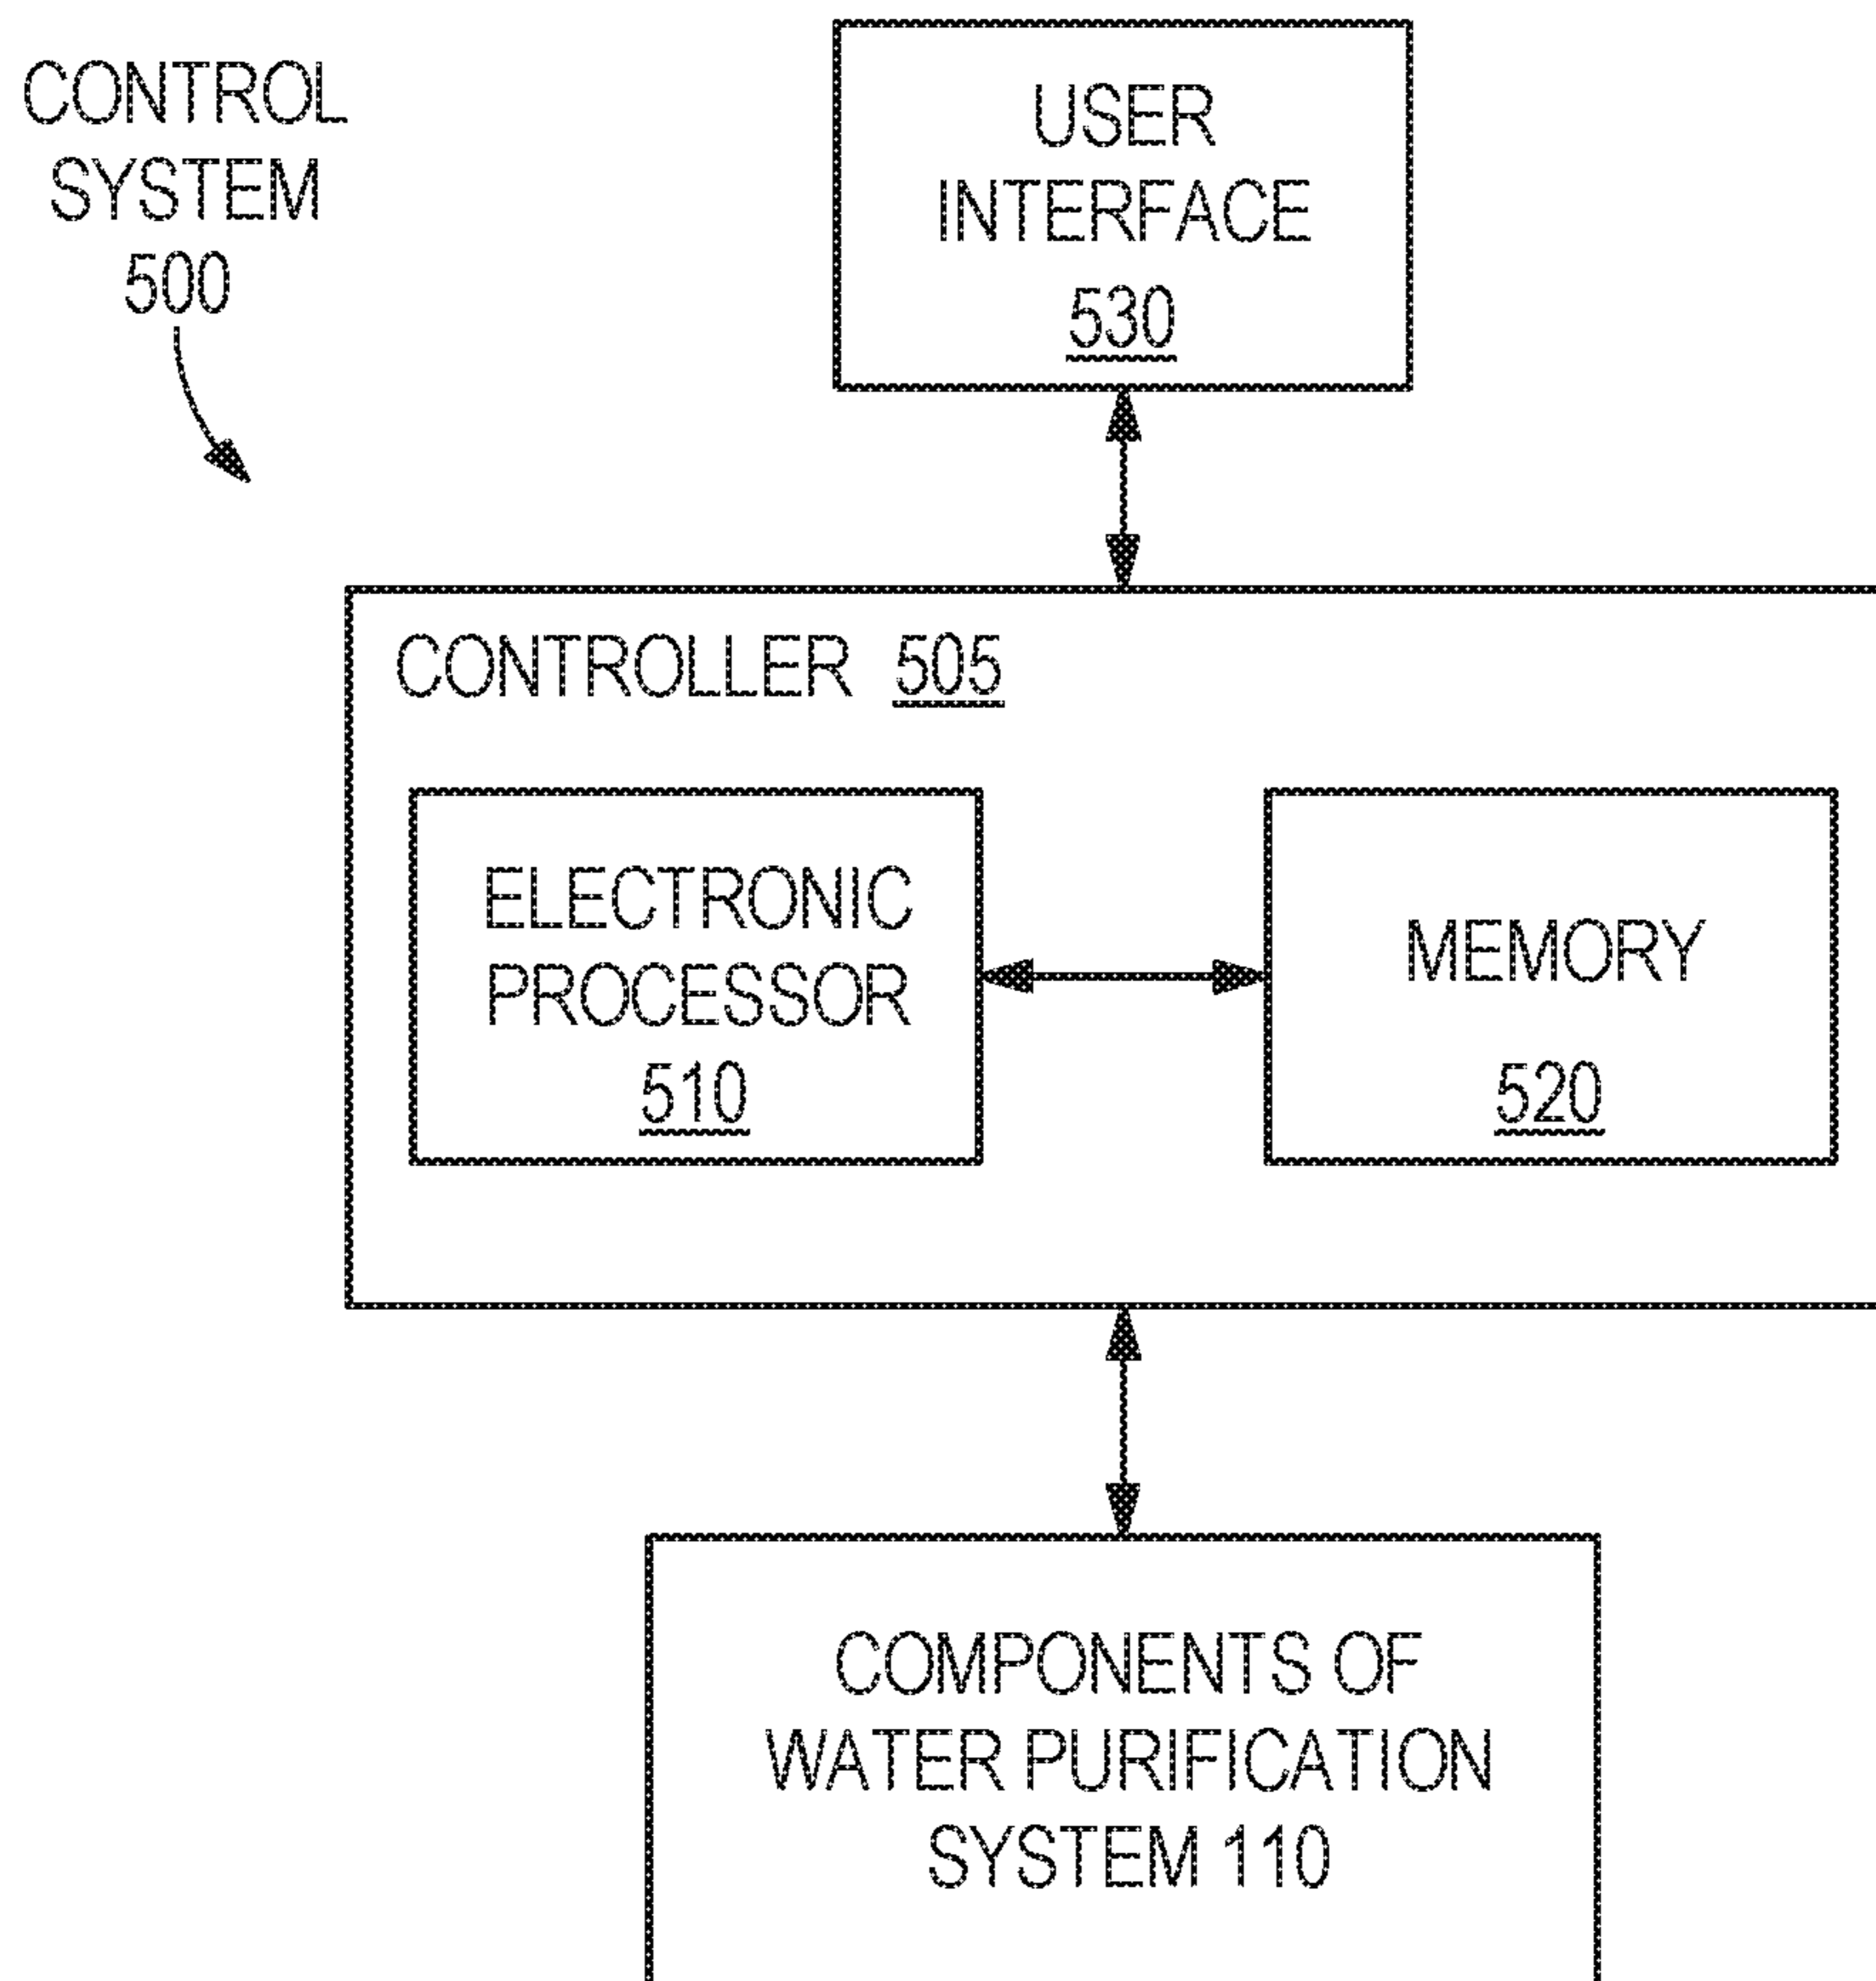 CONTROL
SYSTEM
500
USER
INTERFACE
530
CONTROLLER 505
ELECTRONIC
PROCESSOR
510
MEMORY
520
COMPONENTS OF
WATER PURIFICATION
SYSTEM 110